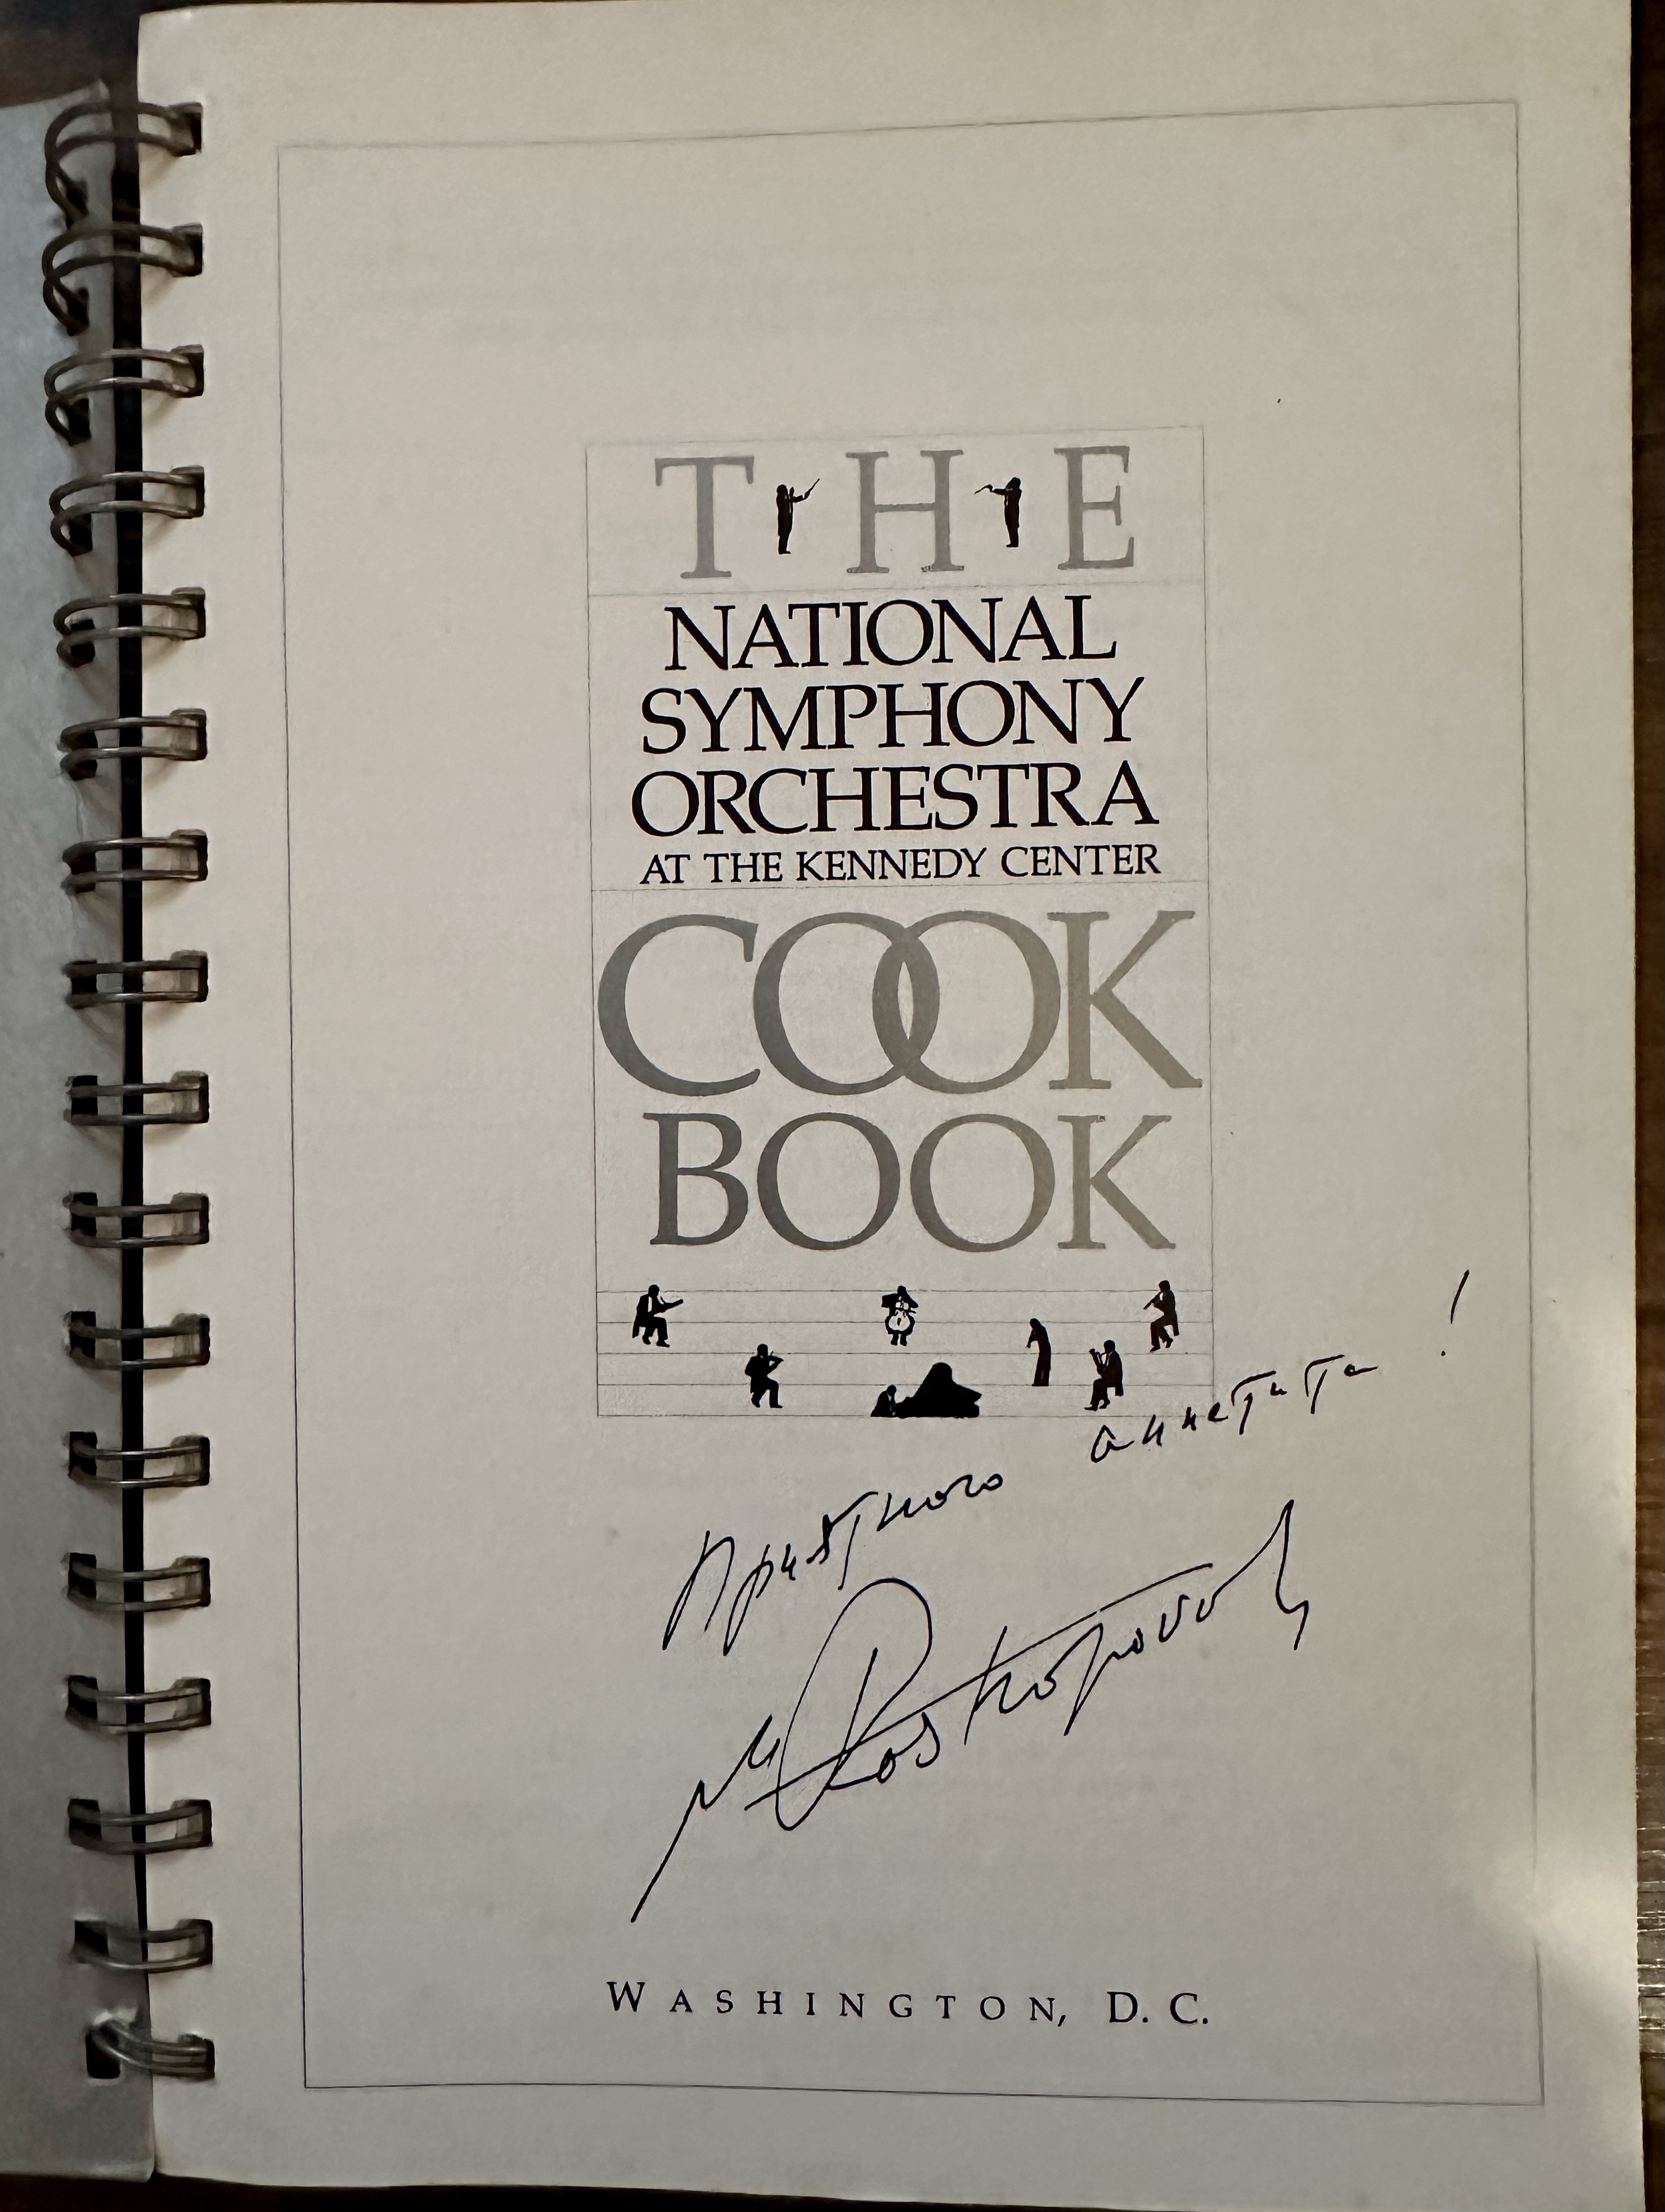 THE
NATIONAL
SYMPHONY
ORCHESTRA
AT THE KENNEDY CENTER
COOK
BOOK
Приятного аппетита!
M Rostropovich
WASHINGTON, D. C.